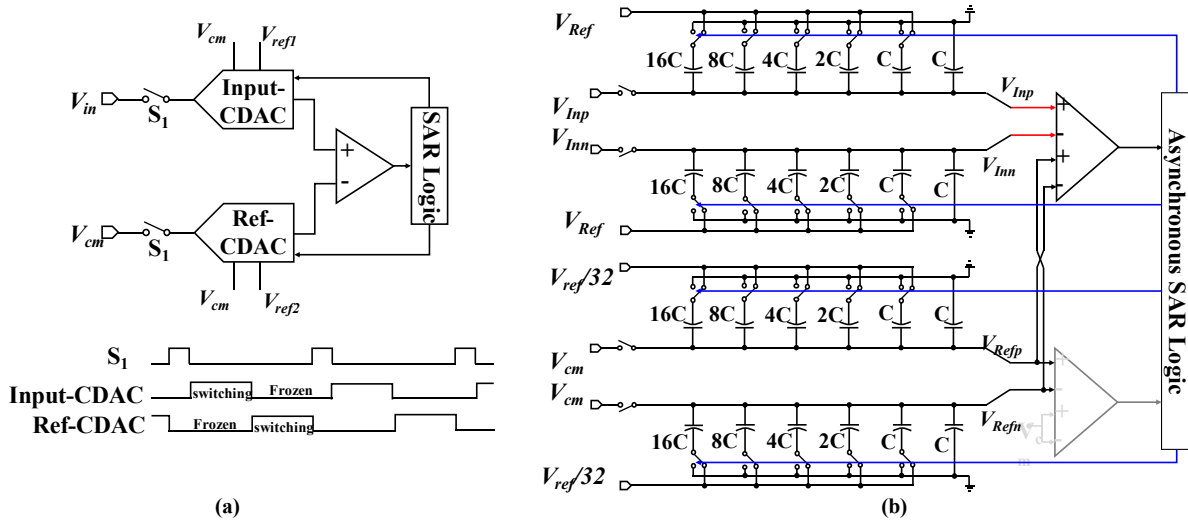 V_cm V_ref1
V_in
S_1
Input-
CDAC
+
-
SAR Logic
V_cm
S_1
Ref-
CDAC
V_cm V_ref2
S_1
Input-CDAC switching Frozen
Ref-CDAC Frozen switching
(a)
V_Ref
16C 8C 4C 2C C C
V_Inp
V_Inp
+
-
+
-
V_Inn
V_Inn
16C 8C 4C 2C C C
V_Ref
V_ref/32
16C 8C 4C 2C C C
V_cm
V_Refp
+
-
+
-
V_cm
V_cm
V_Refn
16C 8C 4C 2C C C
V_ref/32
Asynchronous SAR Logic
(b)